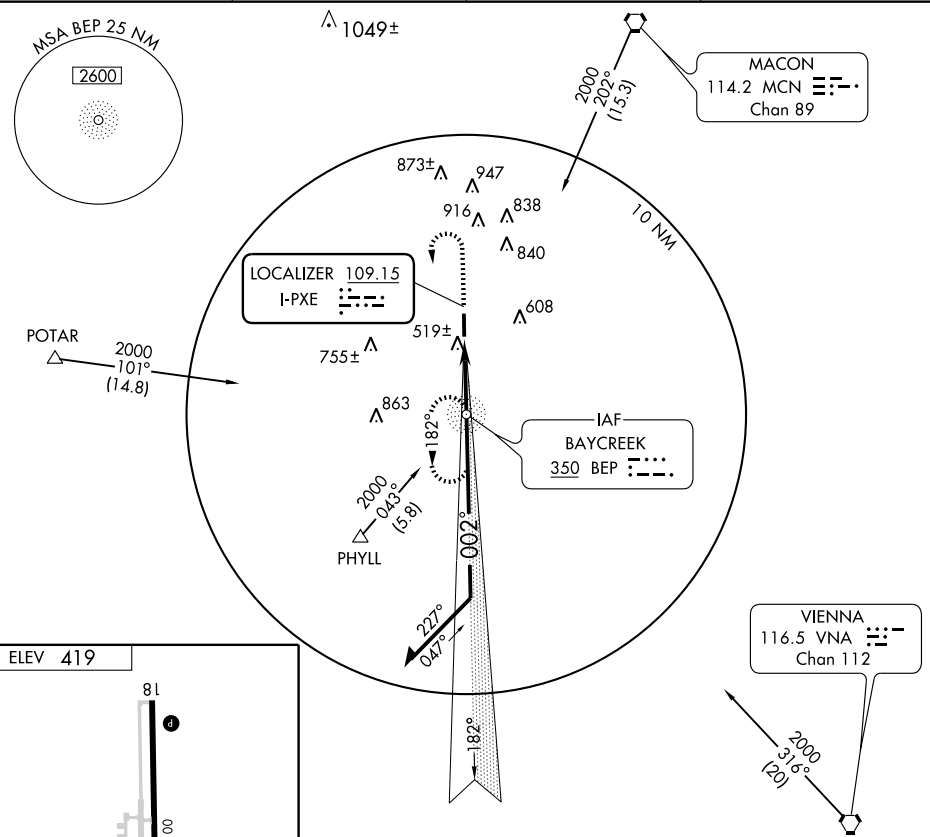 MSA BEP 25 NM
2600
1049±
MACON
114.2 MCN
Chan 89
2000
202°
(15.3)
10 NM
873±
947
916
838
840
608
LOCALIZER 109.15
I-PXE
519±
755±
POTAR
2000
101°
(14.8)
863
182°
IAF
BAYCREEK
350 BEP
2000
043°
(5.8)
PHYLL
002°
227°
047°
182°
VIENNA
116.5 VNA
Chan 112
2000
316°
(20)
ELEV 419
18
P
00